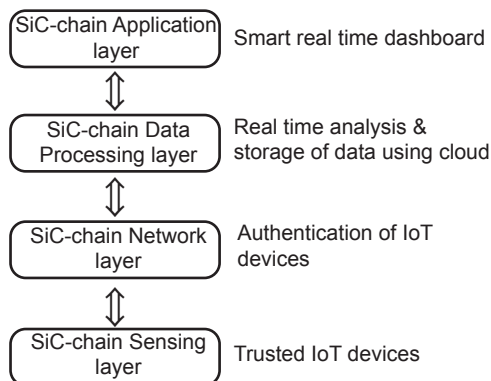 SiC-chain Application
layer
Smart real time dashboard
SiC-chain Data
Processing layer
Real time analysis &
storage of data using cloud
SiC-chain Network
layer
Authentication of IoT
devices
SiC-chain Sensing
layer
Trusted IoT devices